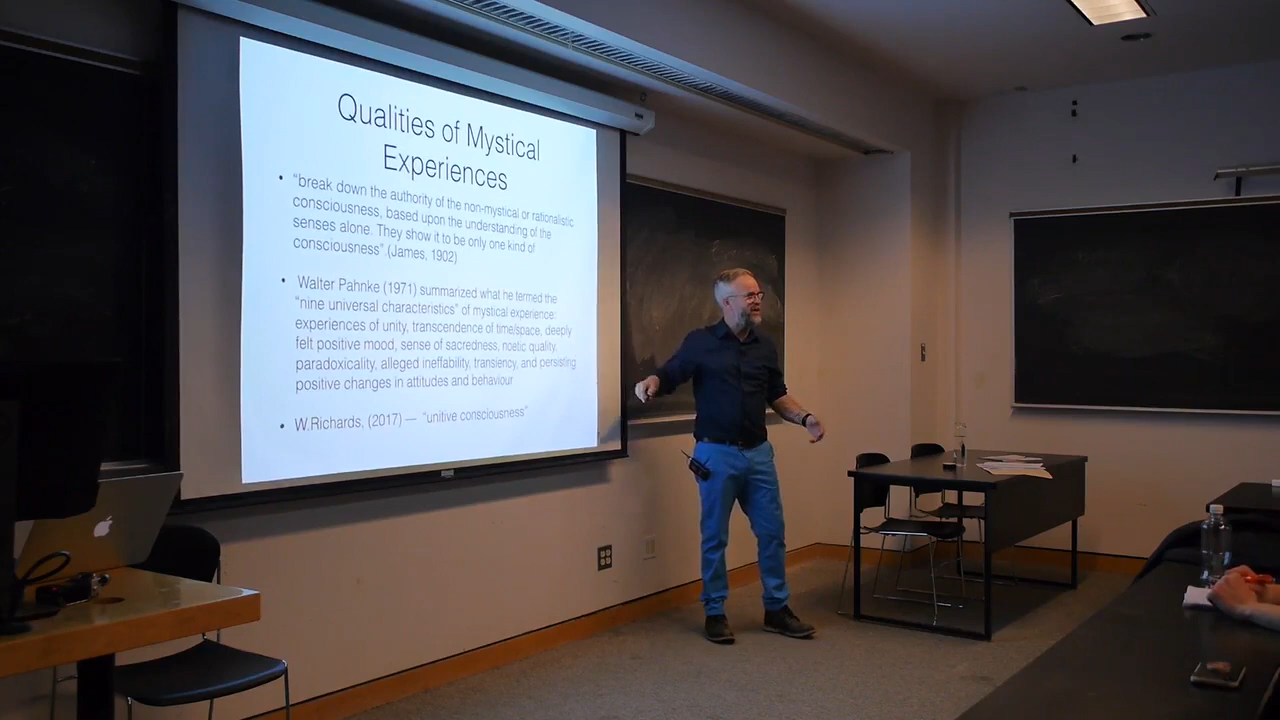 Qualities of Mystical
Experiences
• “break down the authority of the non-mystical or rationalistic
consciousness, based upon the understanding of the
senses alone. They show it to be only one kind of
consciousness”.(James, 1902)
• Walter Pahnke (1971) summarized what he termed the
“nine universal characteristics” of mystical experience:
experiences of unity, transcendence of time/space, deeply
felt positive mood, sense of sacredness, noetic quality,
paradoxicality, alleged ineffability, transiency, and persisting
positive changes in attitudes and behaviour
• W.Richards, (2017) — “unitive consciousness”